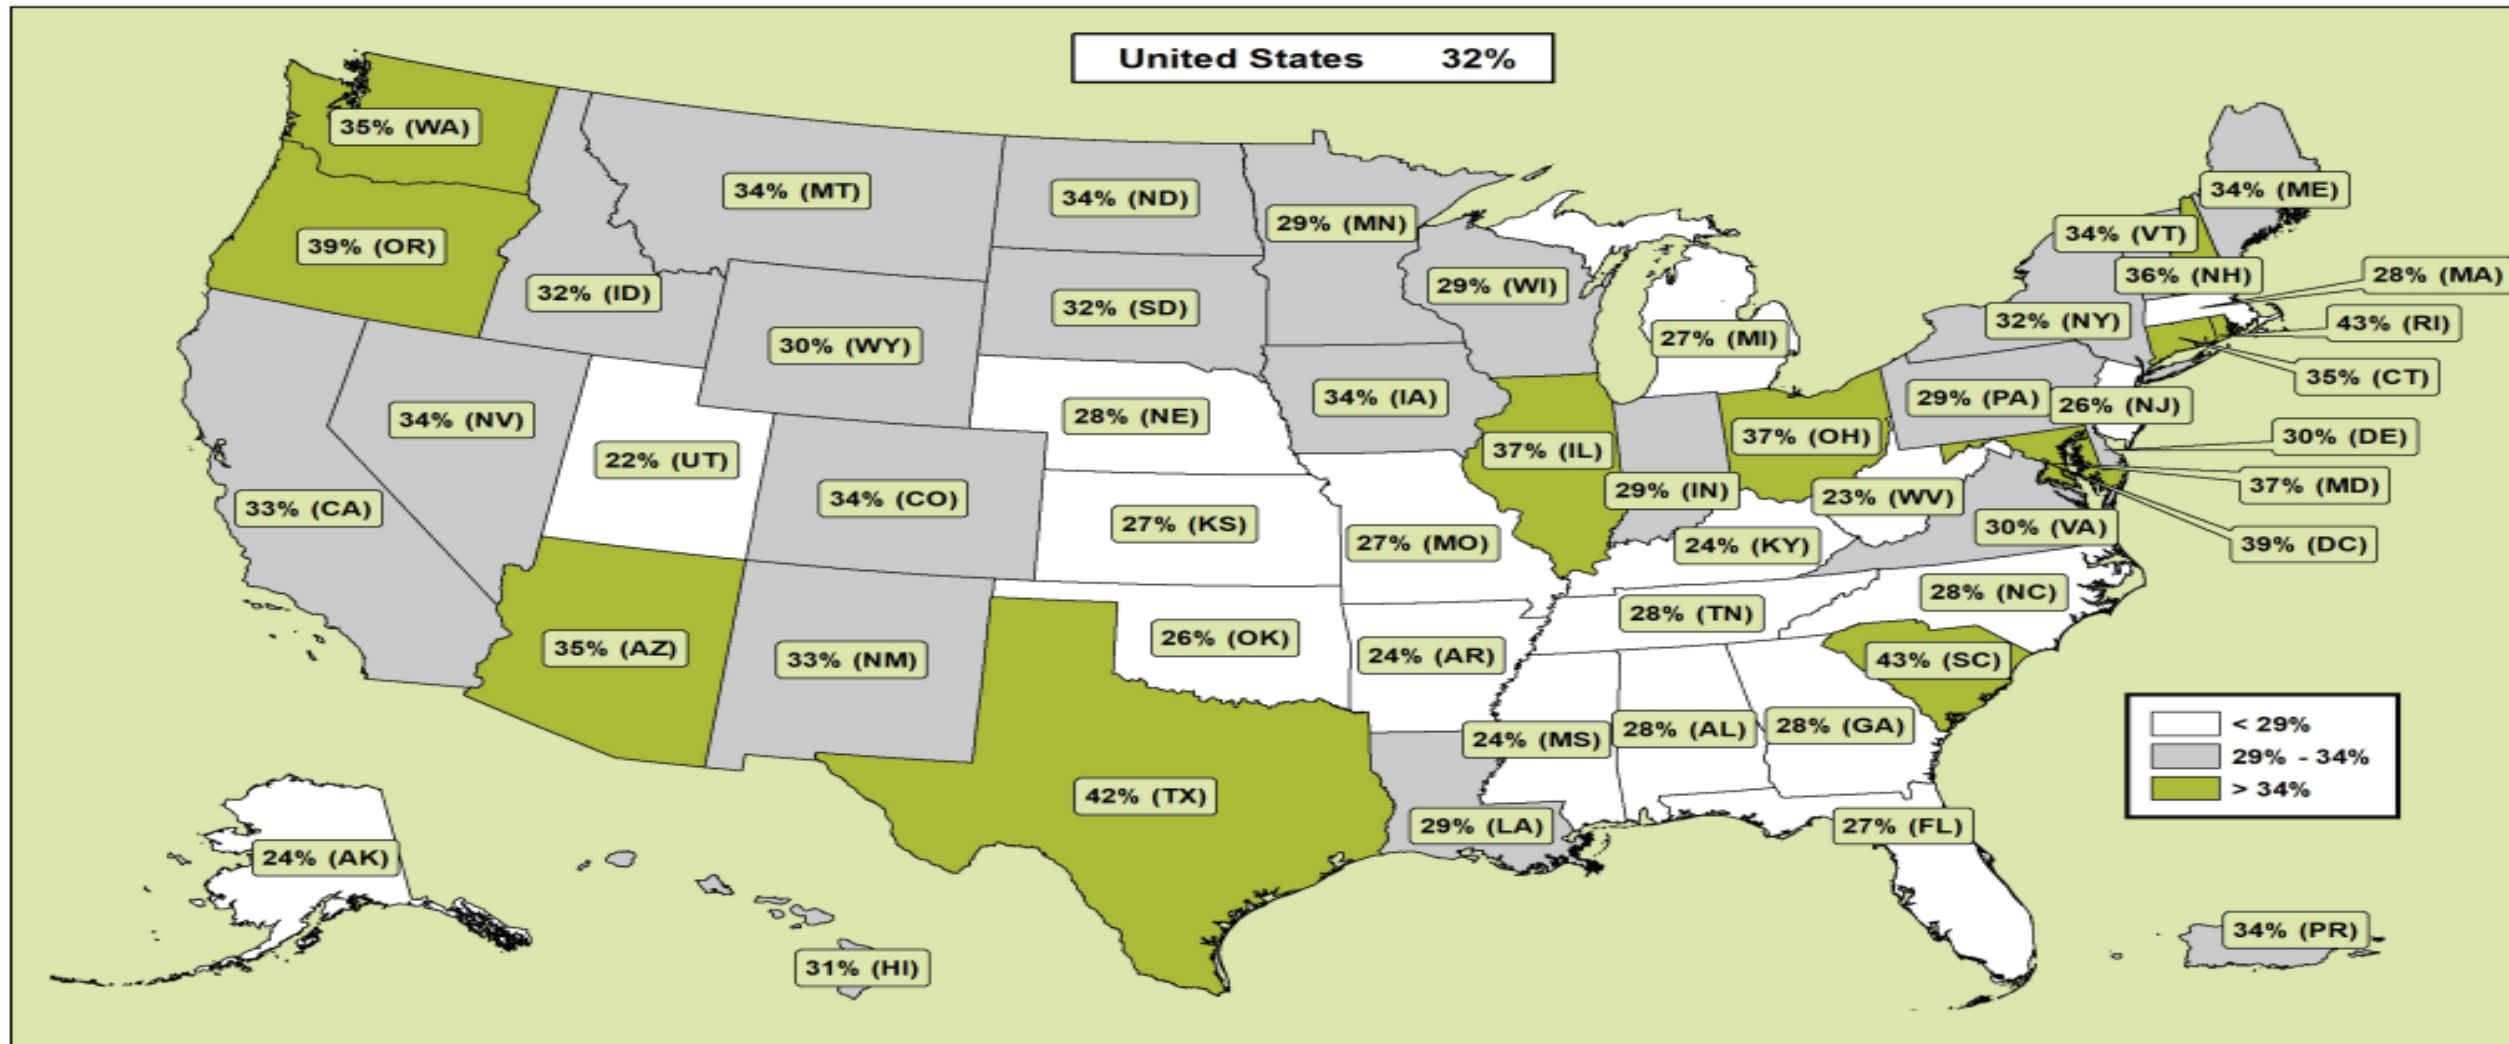 United States 32%
35% (WA)
34% (MT)
34% (ND)
29% (MN)
34% (ME)
34% (VT)
39% (OR)
36% (NH)
28% (MA)
32% (ID)
32% (SD)
29% (WI)
32% (NY)
43% (RI)
30% (WY)
27% (MI)
35% (CT)
34% (NV)
28% (NE)
34% (IA)
29% (PA)
26% (NJ)
22% (UT)
37% (IL)
37% (OH)
30% (DE)
33% (CA)
34% (CO)
29% (IN)
23% (WV)
37% (MD)
27% (KS)
27% (MO)
24% (KY)
30% (VA)
39% (DC)
28% (TN)
28% (NC)
35% (AZ)
33% (NM)
26% (OK)
24% (AR)
43% (SC)
24% (MS)
28% (AL)
28% (GA)
< 29%
29% - 34%
> 34%
42% (TX)
29% (LA)
27% (FL)
24% (AK)
31% (HI)
34% (PR)